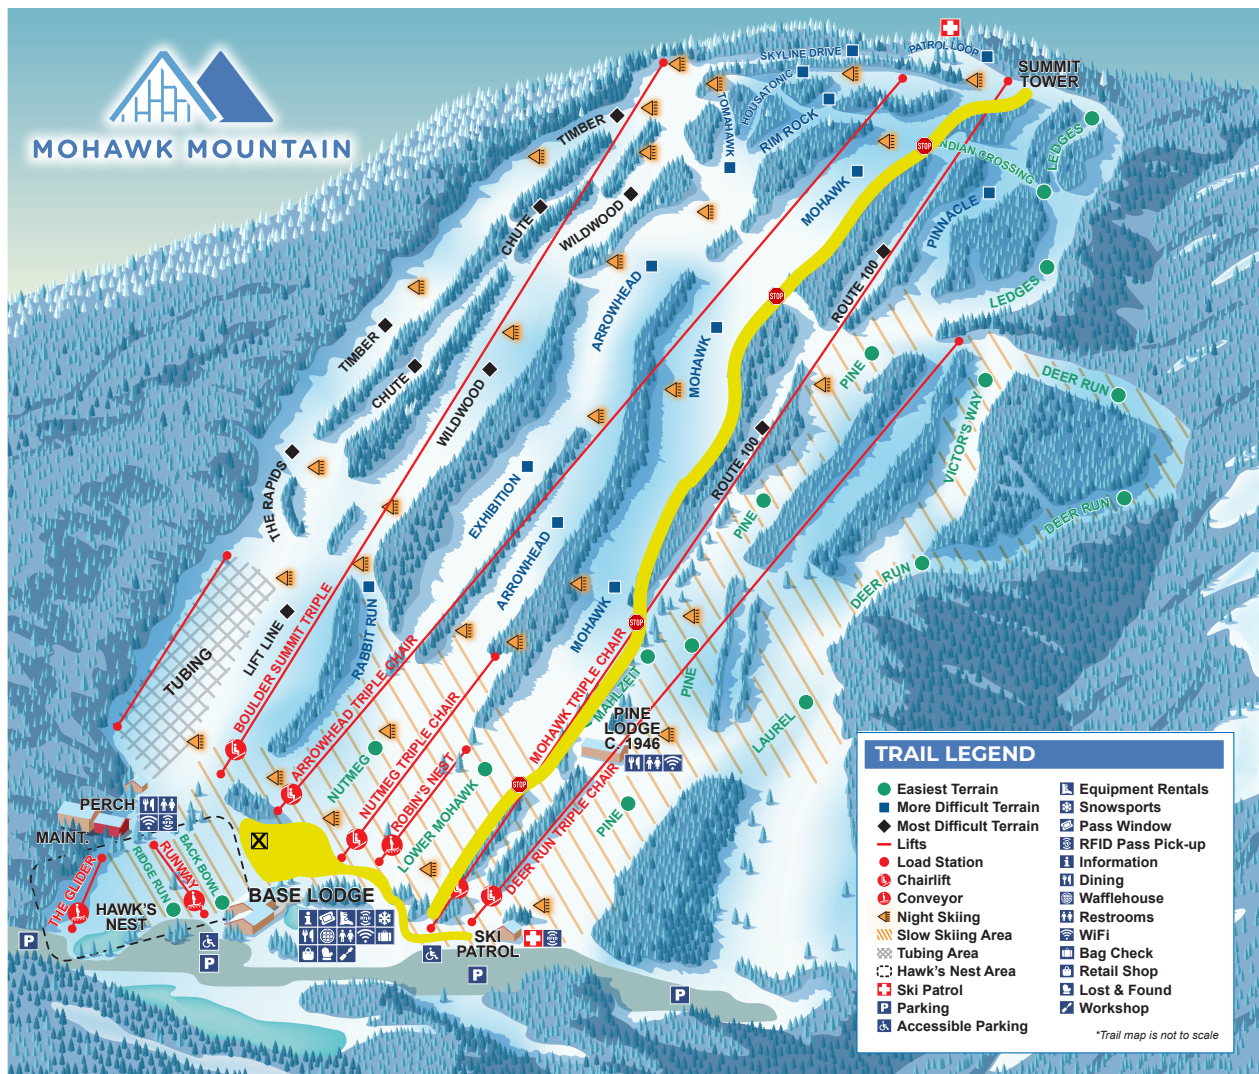 MOHAWK MOUNTAIN
SKYLINE DRIVE
PATROL LOOP
SUMMIT
TOWER
HOUSATONIC
TOMAHAWK
RIM ROCK
TIMBER
LEDGES
STOP
NDIAN CROSSING
MOHAWK
CHUTE
WILDWOOD
PINNACLE
ROUTE 100
LEDGES
STOP
ARROWHEAD
TIMBER
MOHAWK
CHUTE
WILDWOOD
PINE
DEER RUN
VICTOR'S WAY
ROUTE 100
THE RAPIDS
EXHIBITION
PINE
DEER RUN
ARROWHEAD
DEER RUN
MOHAWK
STOP
RABBIT RUN
LIFT LINE
TUBING
BOULDER SUMMIT TRIPLE
ARROWHEAD TRIPLE CHAIR
MOHAWK TRIPLE CHAIR
MAHLZEIT
PINE
PINE
LODGE
C. 1946
LAUREL
NUTMEG
NUTMEG TRIPLE CHAIR
ROBIN'S NEST
LOWER MOHAWK
STOP
DEER RUN TRIPLE CHAIR
PINE
PERCH
MAINT.
THE GLIDER
RIDGE RUN
RUNWAY
BACK BOWL
HAWK'S
NEST
BASE LODGE
SKI
PATROL
P
P
P
P
TRAIL LEGEND
Easiest Terrain
More Difficult Terrain
Most Difficult Terrain
Lifts
Load Station
Chairlift
Conveyor
Night Skiing
Slow Skiing Area
Tubing Area
Hawk's Nest Area
Ski Patrol
P Parking
Accessible Parking
Equipment Rentals
Snowsports
Pass Window
RFID Pass Pick-up
Information
Dining
Wafflehouse
Restrooms
WiFi
Bag Check
Retail Shop
Lost & Found
Workshop
*Trail map is not to scale